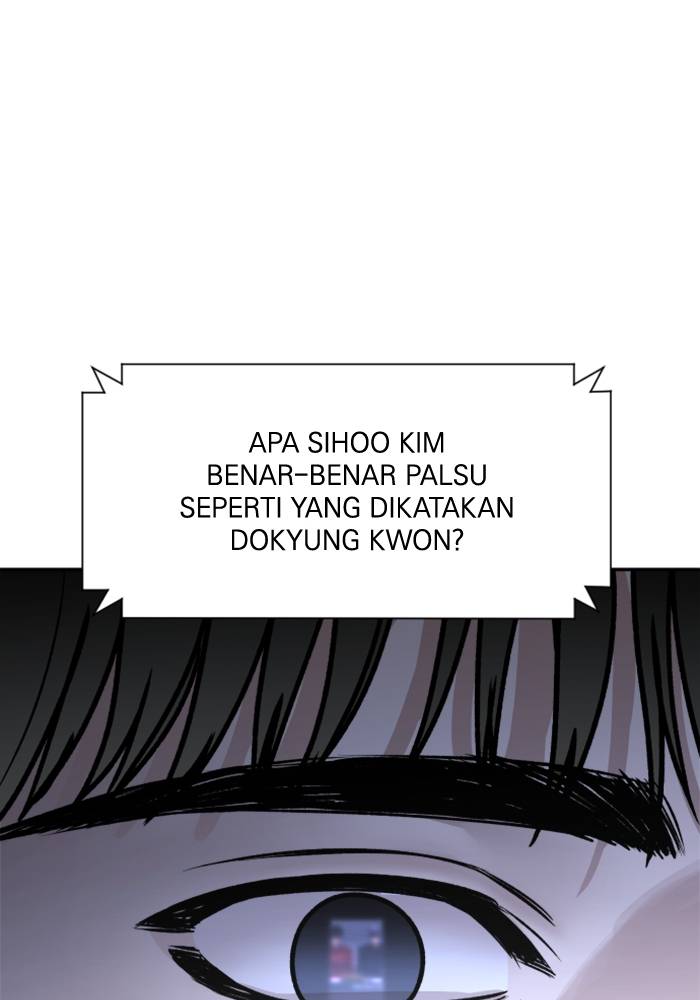 APA SIHOO KIM
BENAR-BENAR PALSU
SEPERTI YANG DIKATAKAN
DOKYUNG KWON?